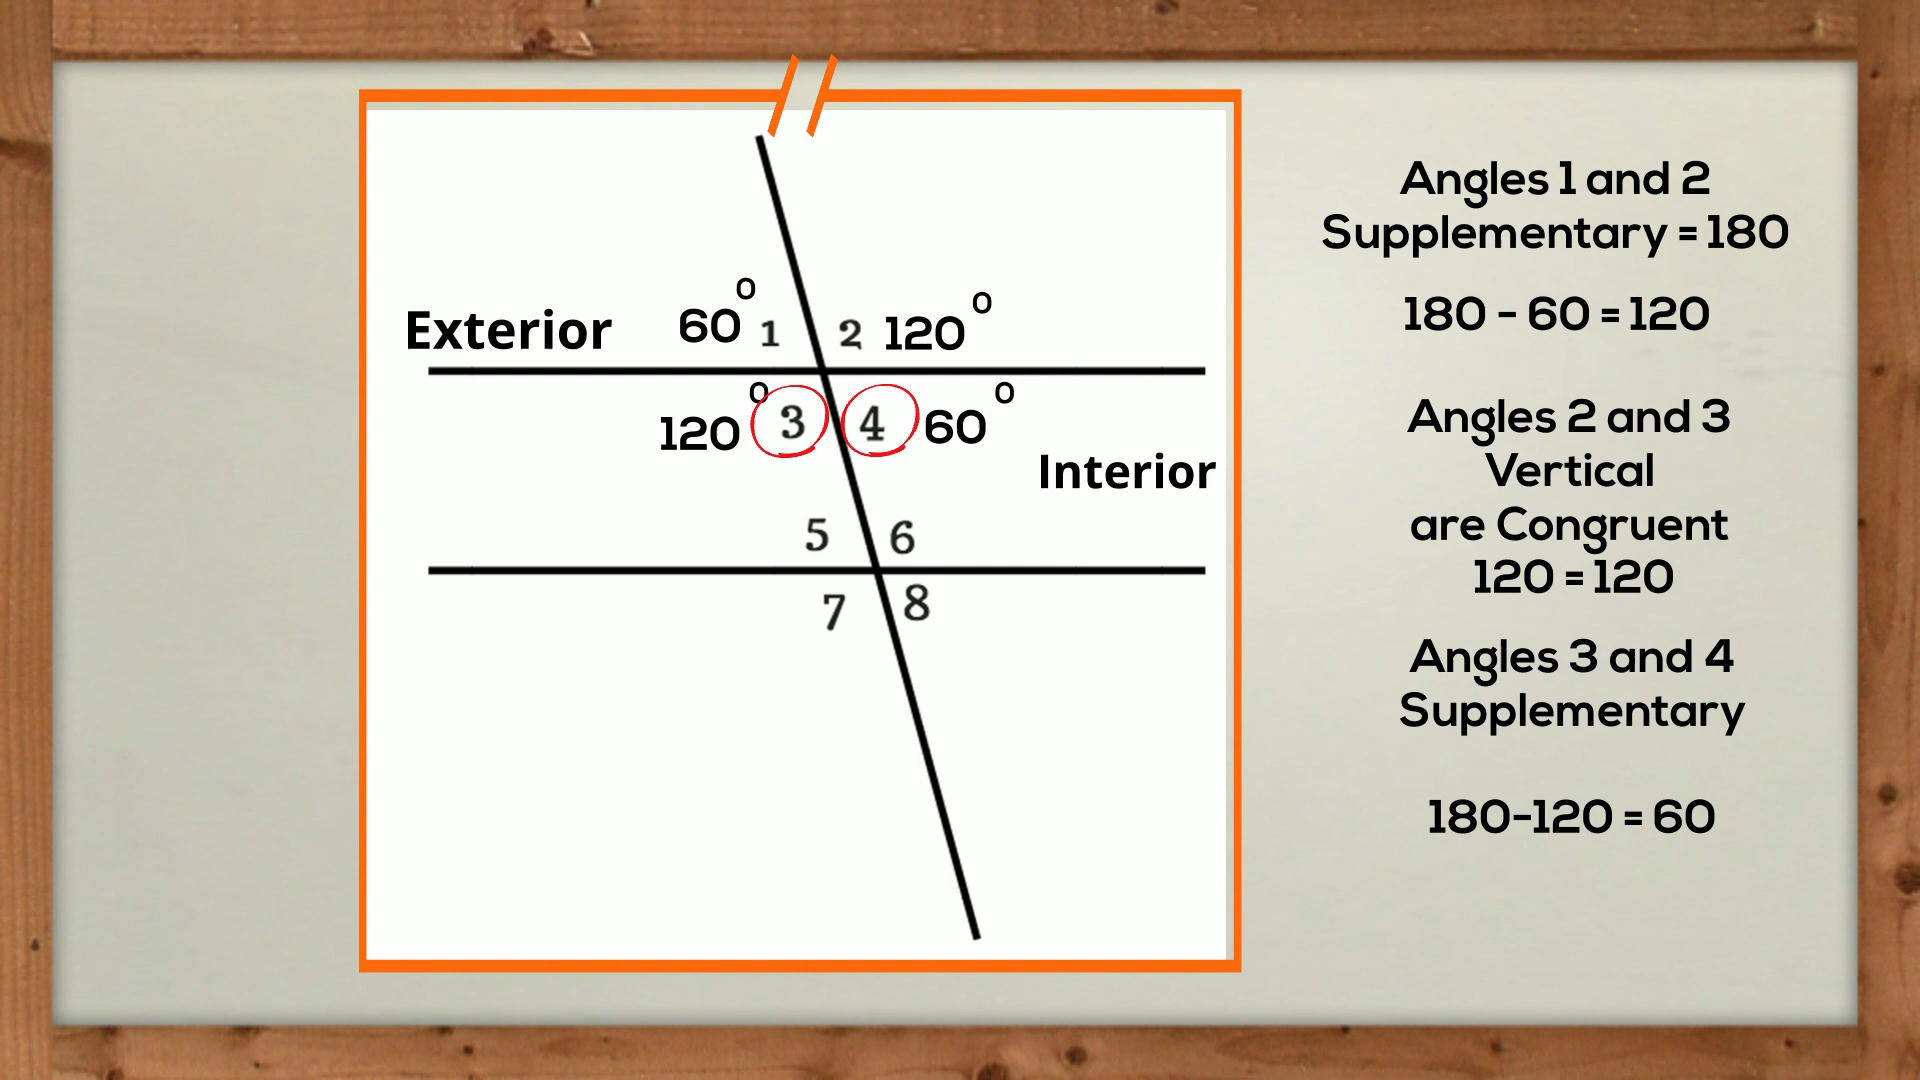 Exterior 60° 1 2 120°
120° 3 4 60°
Interior
5 6
7 8
Angles 1 and 2
Supplementary = 180
180 - 60 = 120
Angles 2 and 3
Vertical
are Congruent
120 = 120
Angles 3 and 4
Supplementary
180-120 = 60